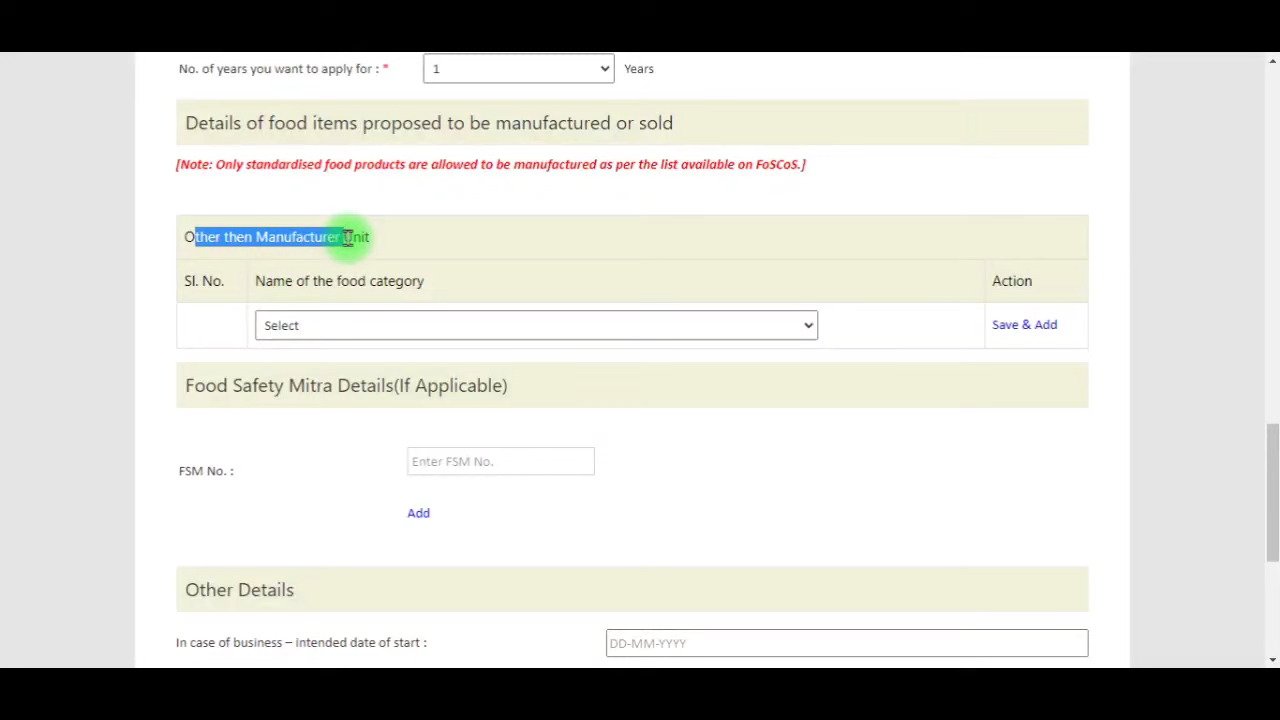 No. of years you want to apply for : * 1 Years
Details of food items proposed to be manufactured or sold
[Note: Only standardised food products are allowed to be manufactured as per the list available on FoSCoS.]
Other then Manufacturer Unit
Sl. No. Name of the food category Action
Select Save & Add
Food Safety Mitra Details(If Applicable)
FSM No. : Enter FSM No.
Add
Other Details
In case of business – intended date of start : DD-MM-YYYY